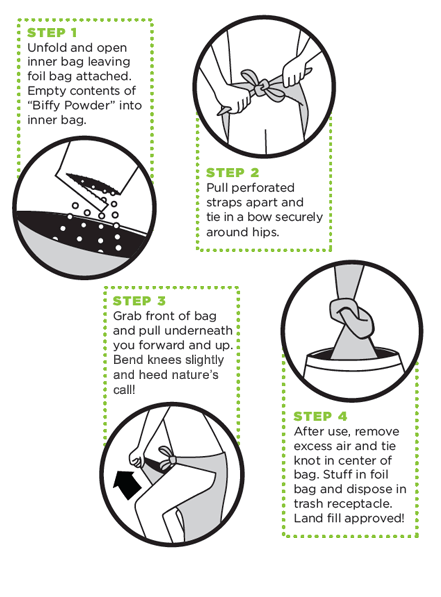 STEP 1
Unfold and open
inner bag leaving
foil bag attached.
Empty contents of
“Biffy Powder” into
inner bag.
STEP 2
Pull perforated
straps apart and
tie in a bow securely
around hips.
STEP 3
Grab front of bag
and pull underneath
you forward and up.
Bend knees slightly
and heed nature’s
call!
STEP 4
After use, remove
excess air and tie
knot in center of
bag. Stuff in foil
bag and dispose in
trash receptacle.
Land fill approved!